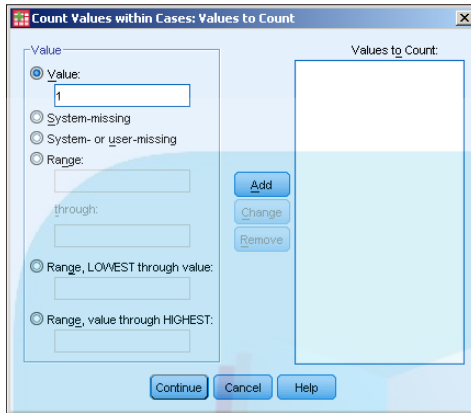 Count Values within Cases: Values to Count
Value
Value:
1
System-missing
System- or user-missing
Range:
through:
Range, LOWEST through value:
Range, value through HIGHEST:
Values to Count:
Add
Change
Remove
Continue Cancel Help